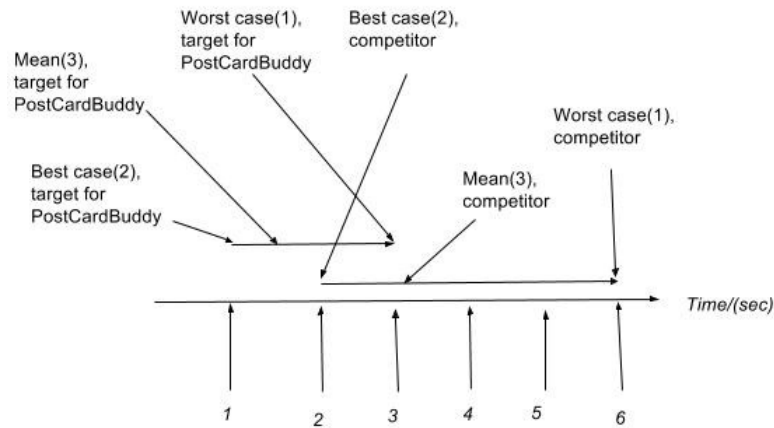 Worst case(1),
target for
PostCardBuddy
Best case(2),
competitor
Mean(3),
target for
PostCardBuddy
Worst case(1),
competitor
Best case(2),
target for
PostCardBuddy
Mean(3),
competitor
Time/(sec)
1 2 3 4 5 6